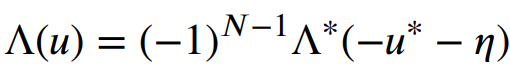 Λ(u) = (−1)^{N−1} Λ*(−u* − η)